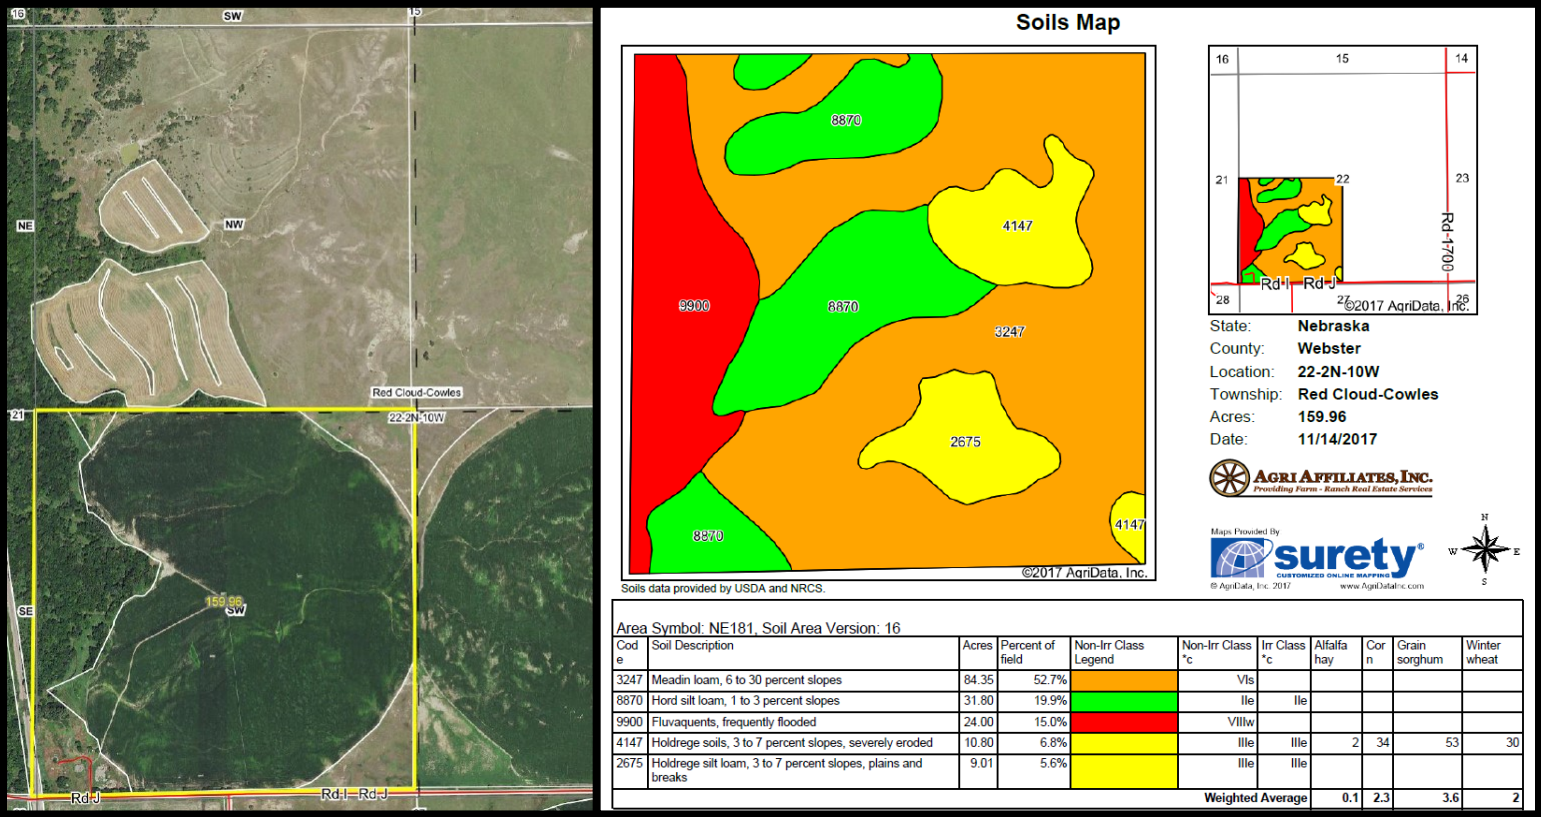 16
SW
15
NE
NW
Red Cloud-Cowles
21
22-2N-10W
159.96
SW
SE
Rd J
Rd I
Rd J
Soils Map
8870
4147
9900
8870
3247
2675
8870
4147
©2017 AgriData, Inc.
Soils data provided by USDA and NRCS.
16
15
14
21
22
23
Rd 1700
Rd I
Rd J
28
27
26
©2017 AgriData, Inc.
State: Nebraska
County: Webster
Location: 22-2N-10W
Township: Red Cloud-Cowles
Acres: 159.96
Date: 11/14/2017
AGRI AFFILIATES, INC.
Providing Farm - Ranch Real Estate Services
Maps Provided By
surety®
CUSTOMIZED ONLINE MAPPING
© AgriData, Inc. 2017 www.AgriDataInc.com
N
W E
S
Area Symbol: NE181, Soil Area Version: 16
Code Soil Description Acres Percent of field Non-Irr Class Legend Non-Irr Class *c Irr Class *c Alfalfa hay Corn Grain sorghum Winter wheat
3247 Meadin loam, 6 to 30 percent slopes 84.35 52.7% VIs
8870 Hord silt loam, 1 to 3 percent slopes 31.80 19.9% IIe IIe
9900 Fluvaquents, frequently flooded 24.00 15.0% VIIIw
4147 Holdrege soils, 3 to 7 percent slopes, severely eroded 10.80 6.8% IIIe IIIe 2 34 53 30
2675 Holdrege silt loam, 3 to 7 percent slopes, plains and breaks 9.01 5.6% IIIe IIIe
Weighted Average 0.1 2.3 3.6 2